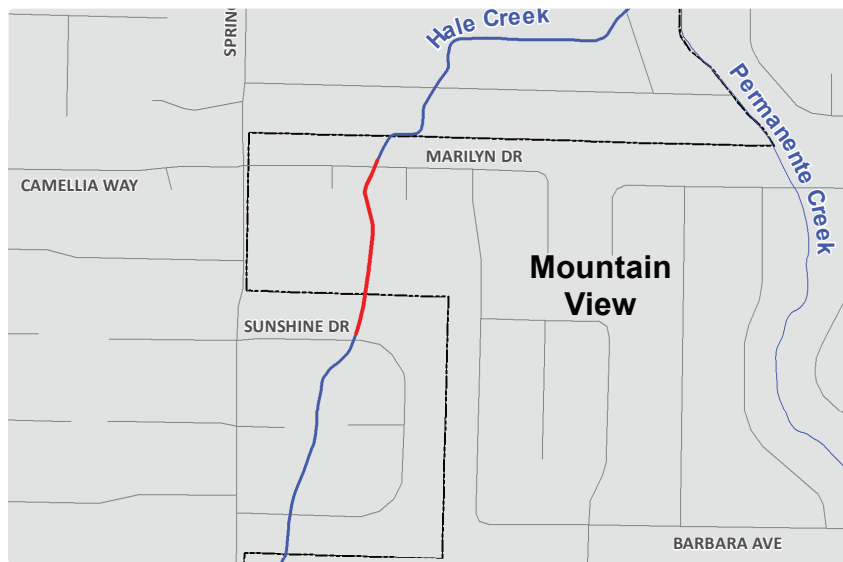 Hale Creek
SPRING
Permanente Creek
MARILYN DR
CAMELLIA WAY
Mountain
View
SUNSHINE DR
BARBARA AVE